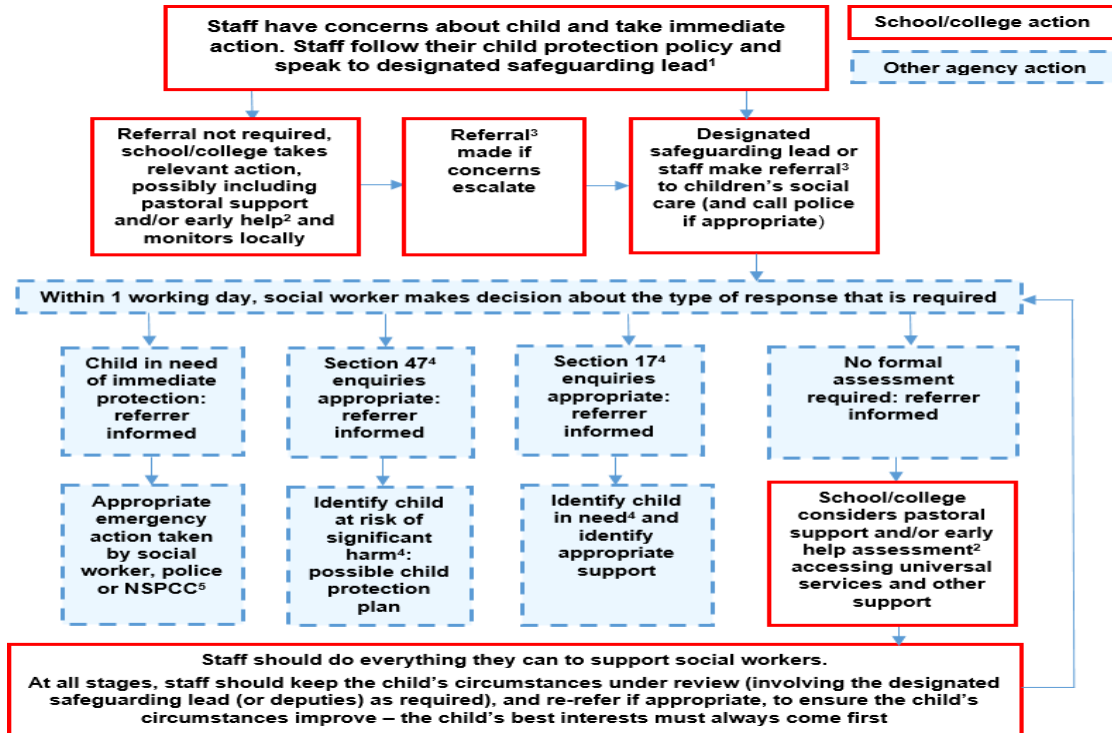 Staff have concerns about child and take immediate
action. Staff follow their child protection policy and
speak to designated safeguarding lead¹
School/college action
Other agency action
Referral not required,
school/college takes
relevant action,
possibly including
pastoral support
and/or early help² and
monitors locally
Referral³
made if
concerns
escalate
Designated
safeguarding lead or
staff make referral³
to children’s social
care (and call police
if appropriate)
Within 1 working day, social worker makes decision about the type of response that is required
Child in need
of immediate
protection:
referrer
informed
Section 47⁴
enquiries
appropriate:
referrer
informed
Section 17⁴
enquiries
appropriate:
referrer
informed
No formal
assessment
required: referrer
informed
Appropriate
emergency
action taken
by social
worker, police
or NSPCC⁵
Identify child
at risk of
significant
harm⁴:
possible child
protection
plan
Identify child
in need⁴ and
identify
appropriate
support
School/college
considers pastoral
support and/or early
help assessment²
accessing universal
services and other
support
Staff should do everything they can to support social workers.
At all stages, staff should keep the child’s circumstances under review (involving the designated
safeguarding lead (or deputies) as required), and re-refer if appropriate, to ensure the child’s
circumstances improve – the child’s best interests must always come first